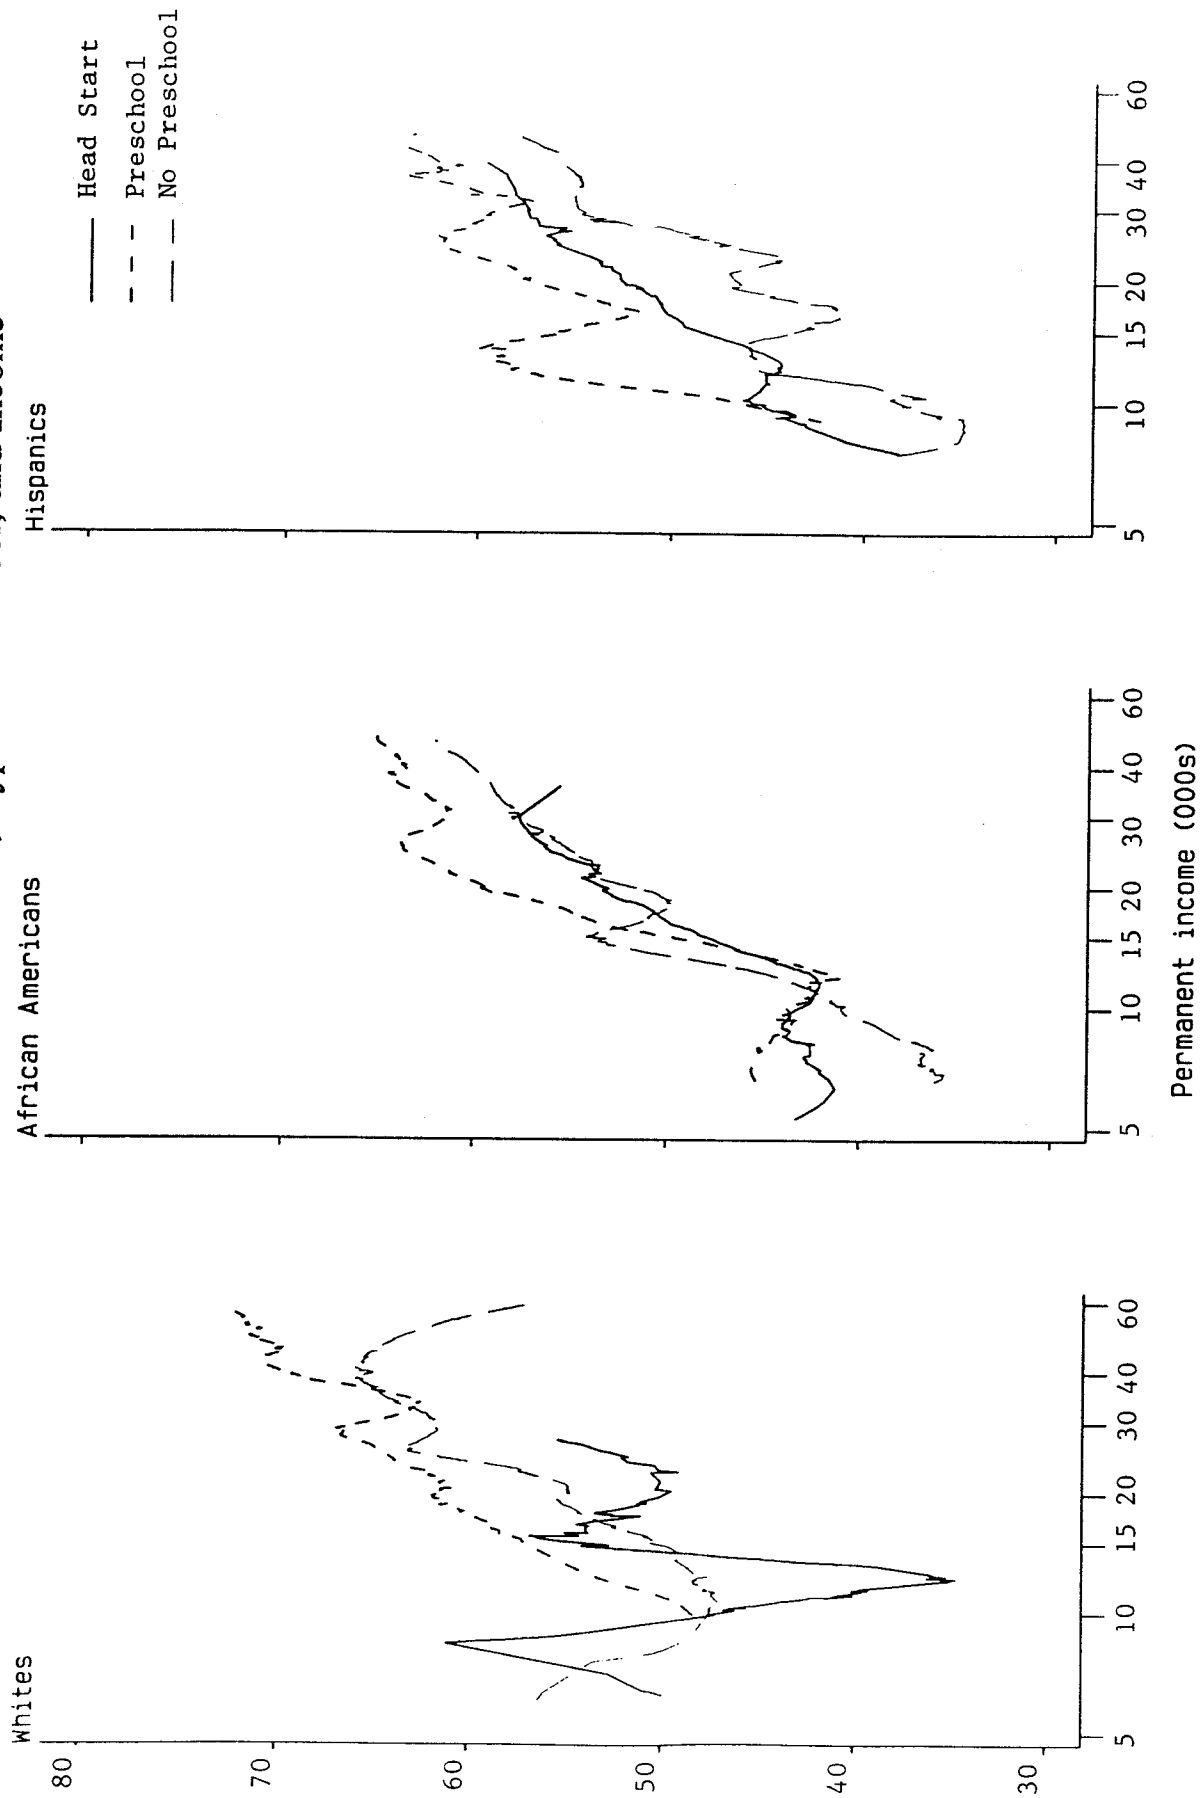 Whites
African Americans
Hispanics
Head Start
Preschool
No Preschool
80
70
60
50
40
30
5 10 15 20 30 40 60
5 10 15 20 30 40 60
5 10 15 20 30 40 60
Permanent income (000s)